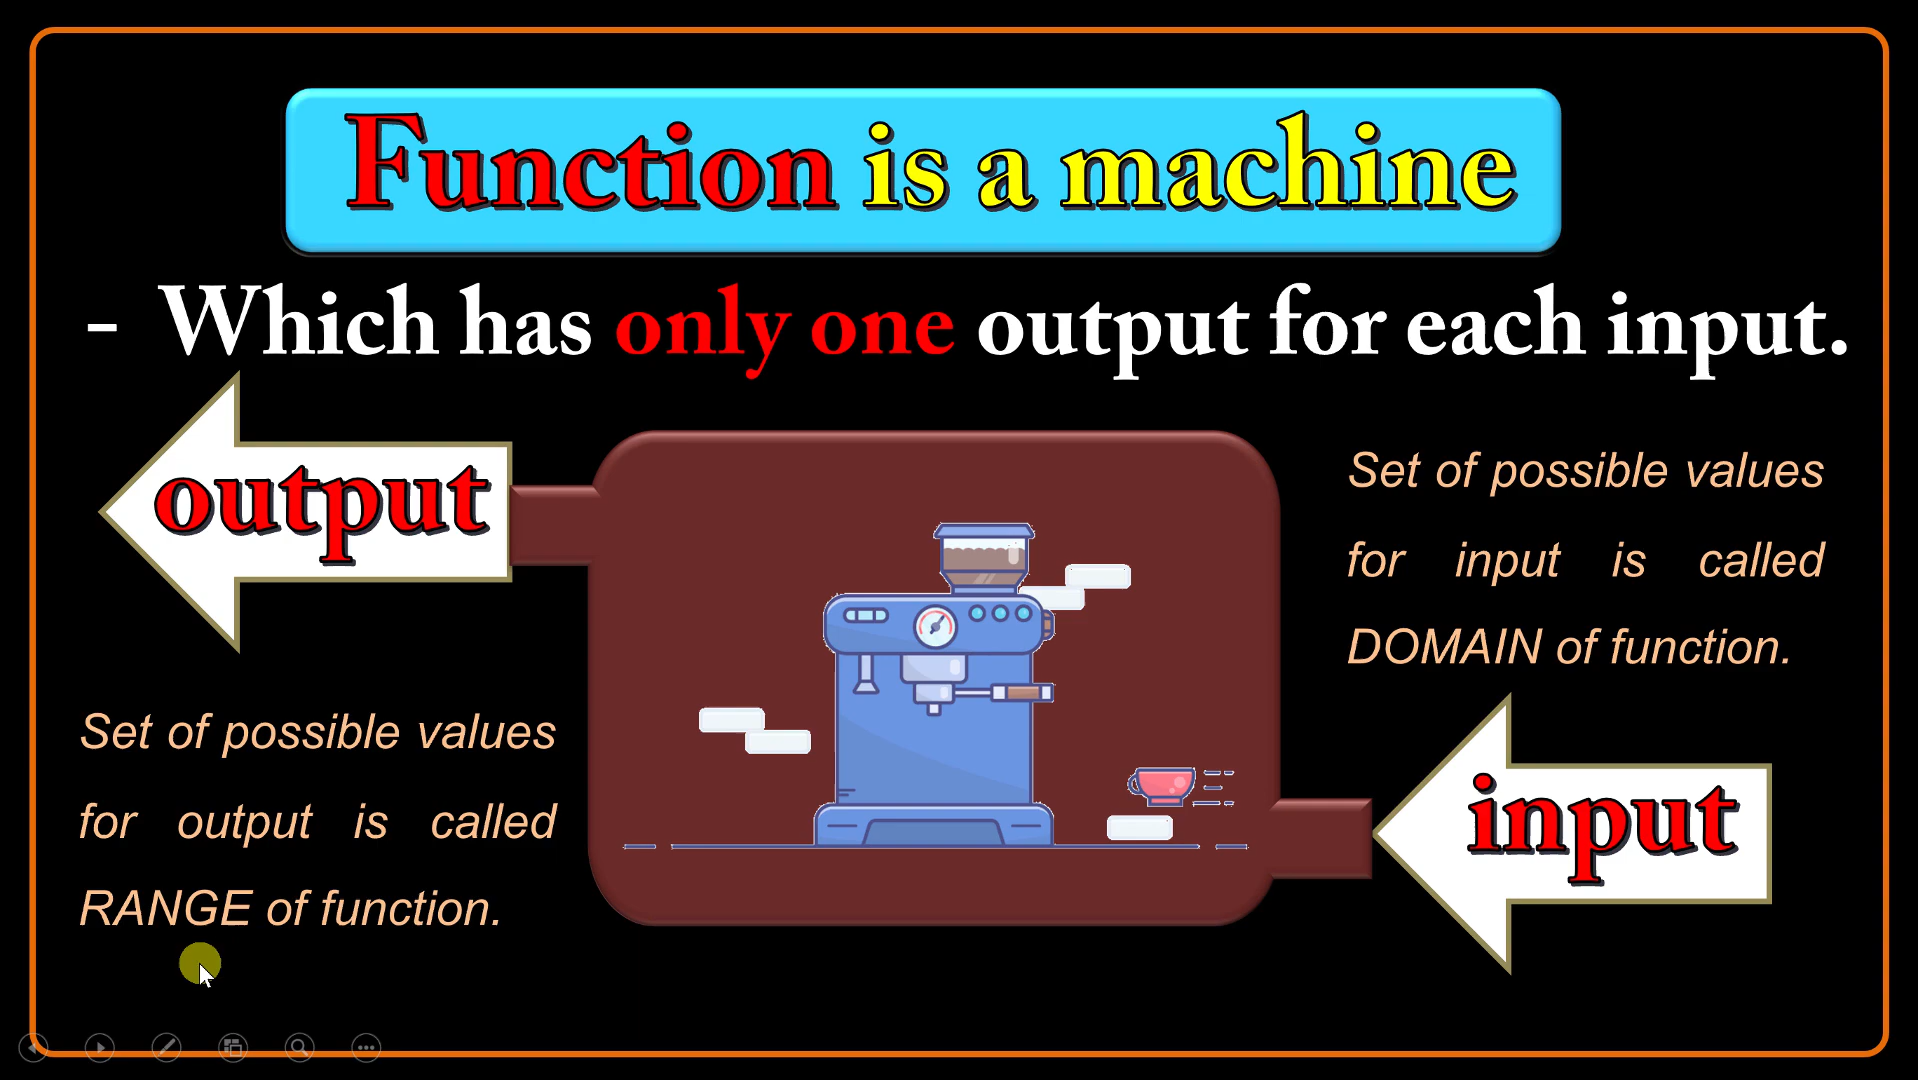 Function is a machine
- Which has only one output for each input.
output
Set of possible values
for input is called
DOMAIN of function.
Set of possible values
for output is called
RANGE of function.
input